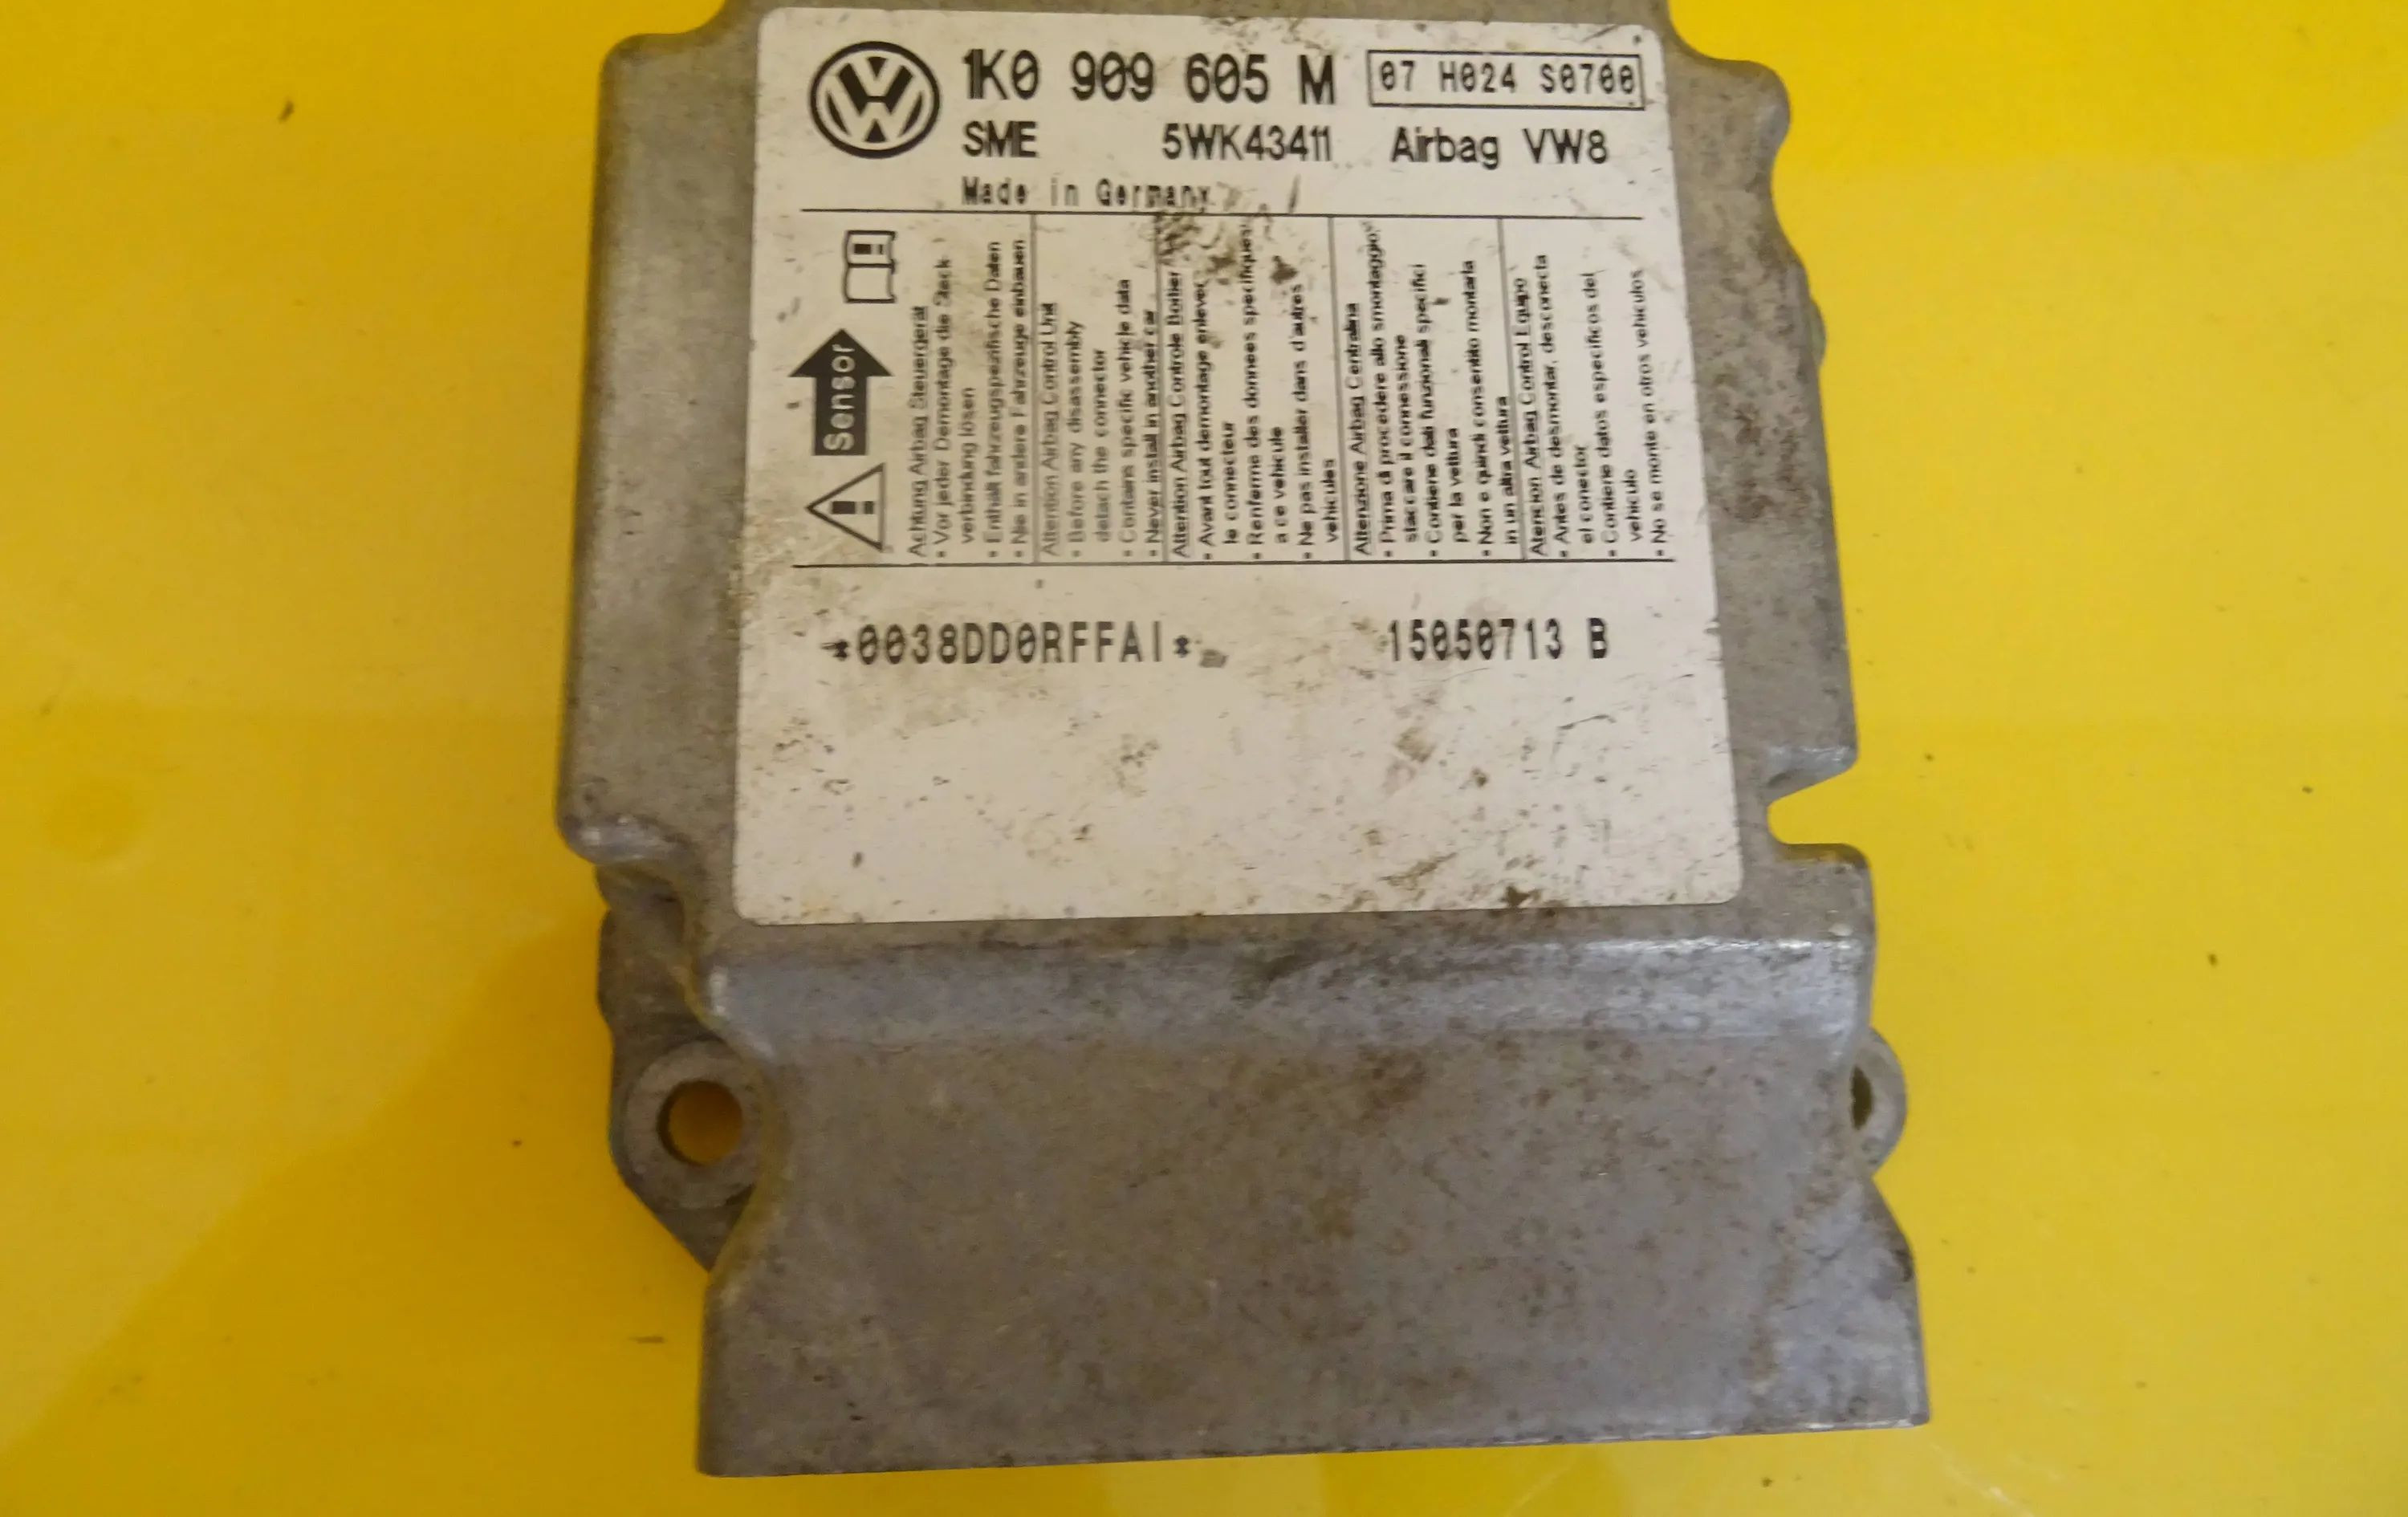 1K0 909 605 M 07 H024 S0700
SME 5WK43411 Airbag VW8
Made in Germany
Sensor
Achtung Airbag Steuergerät
• Vor jeder Demontage die Steck-
verbindung lösen
• Enthält fahrzeugspezifische Daten
• Nie in andere Fahrzeuge einbauen
Attention Airbag Control Unit
• Before any disassembly
detach the connector
• Contains specific vehicle data
• Never install in another car
Attention Airbag Controle Boitier
• Avant tout demontage enlever
le connecteur
• Renferme des donnees specifiques
a ce vehicule
• Ne pas installer dans d'autres
vehicules
Attenzione Airbag Centralina
• Prima di procedere allo smontaggio
staccare il connessione
• Contiene dati funzionali specifici
per la vettura
• Non e quindi consentito montarla
in un altra vettura
Atencion Airbag Control Equipo
• Antes de desmontar, desconecta
el conector
• Contiene datos especificos del
vehiculo
• No se monte en otros vehiculos
*0038DD0RFFAI* 15050713 B